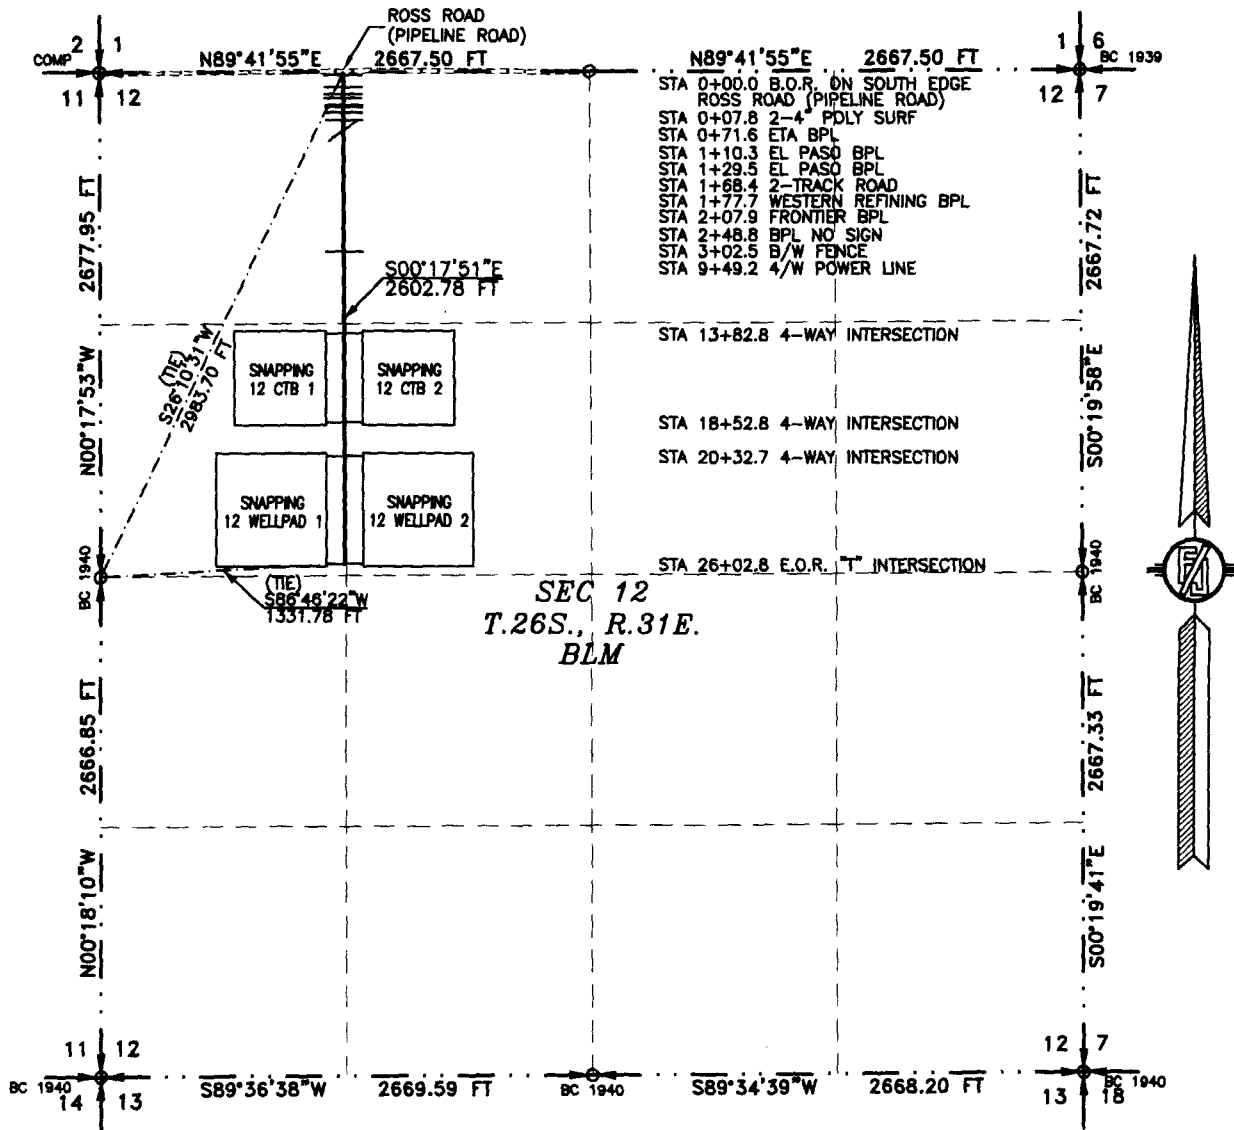 ROSS ROAD
(PIPELINE ROAD)
2 1
COMP
11 12
N89°41'55"E 2667.50 FT
N89°41'55"E 2667.50 FT
1 6
BC 1939
12 7
STA 0+00.0 B.O.R. ON SOUTH EDGE
ROSS ROAD (PIPELINE ROAD)
STA 0+07.8 2-4" POLY SURF
STA 0+71.6 ETA BPL
STA 1+10.3 EL PASO BPL
STA 1+29.5 EL PASO BPL
STA 1+68.4 2-TRACK ROAD
STA 1+77.7 WESTERN REFINING BPL
STA 2+07.9 FRONTIER BPL
STA 2+48.8 BPL NO SIGN
STA 3+02.5 B/W FENCE
STA 9+49.2 4/W POWER LINE
N00°17'53"W 2677.95 FT
S00°19'58"E 2667.72 FT
S00°17'51"E
2602.78 FT
(TIE)
S26°10'31"W
2983.70 FT
STA 13+82.8 4-WAY INTERSECTION
SNAPPING
12 CTB 1
SNAPPING
12 CTB 2
STA 18+52.8 4-WAY INTERSECTION
STA 20+32.7 4-WAY INTERSECTION
SNAPPING
12 WELLPAD 1
SNAPPING
12 WELLPAD 2
STA 26+02.8 E.O.R. "T" INTERSECTION
BC 1940
BC 1940
(TIE)
S86°46'22"W
1331.78 FT
SEC 12
T.26S., R.31E.
BLM
N00°18'10"W 2666.85 FT
S00°19'41"E 2667.33 FT
11 12
BC 1940
14 13
S89°36'38"W 2669.59 FT
BC 1940
S89°34'39"W 2668.20 FT
12 7
BC 1940
13 18